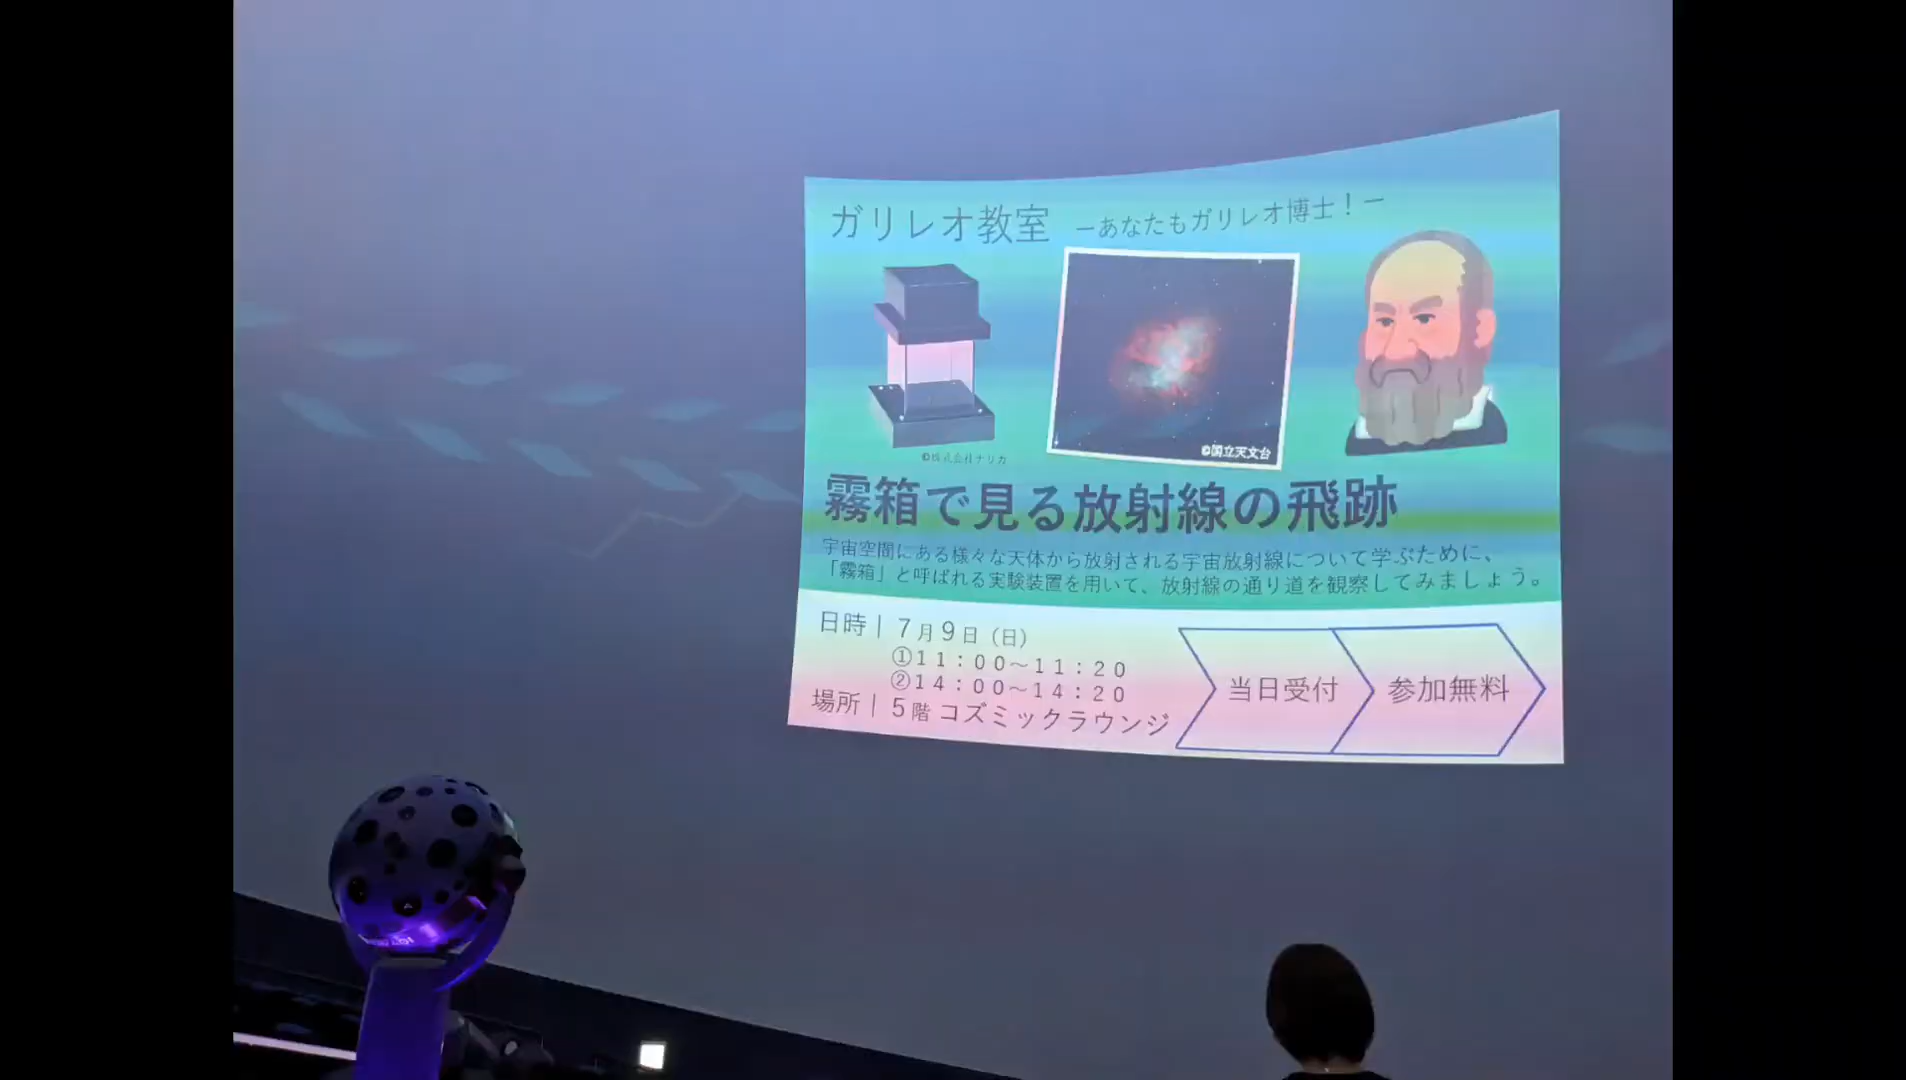 ガリレオ教室 ーあなたもガリレオ博士！ー
©株式会社ナリカ
©国立天文台
霧箱で見る放射線の飛跡
宇宙空間にある様々な天体から放射される宇宙放射線について学ぶために、
「霧箱」と呼ばれる実験装置を用いて、放射線の通り道を観察してみましょう。
日時｜7月9日（日）
①11：00～11：20
②14：00～14：20
場所｜5階 コズミックラウンジ
当日受付
参加無料